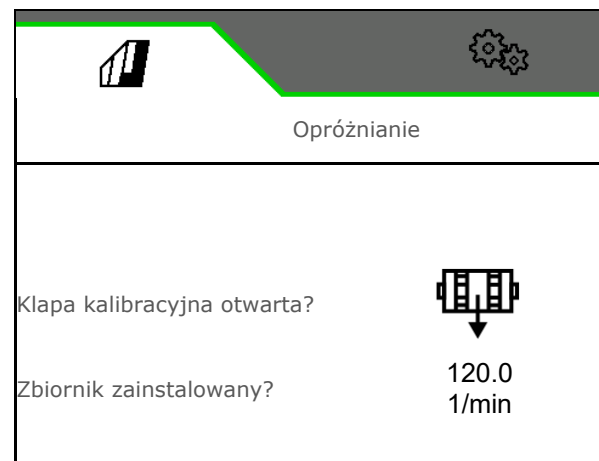 Opróżnianie
Klapa kalibracyjna otwarta?
Zbiornik zainstalowany?
120.0
1/min